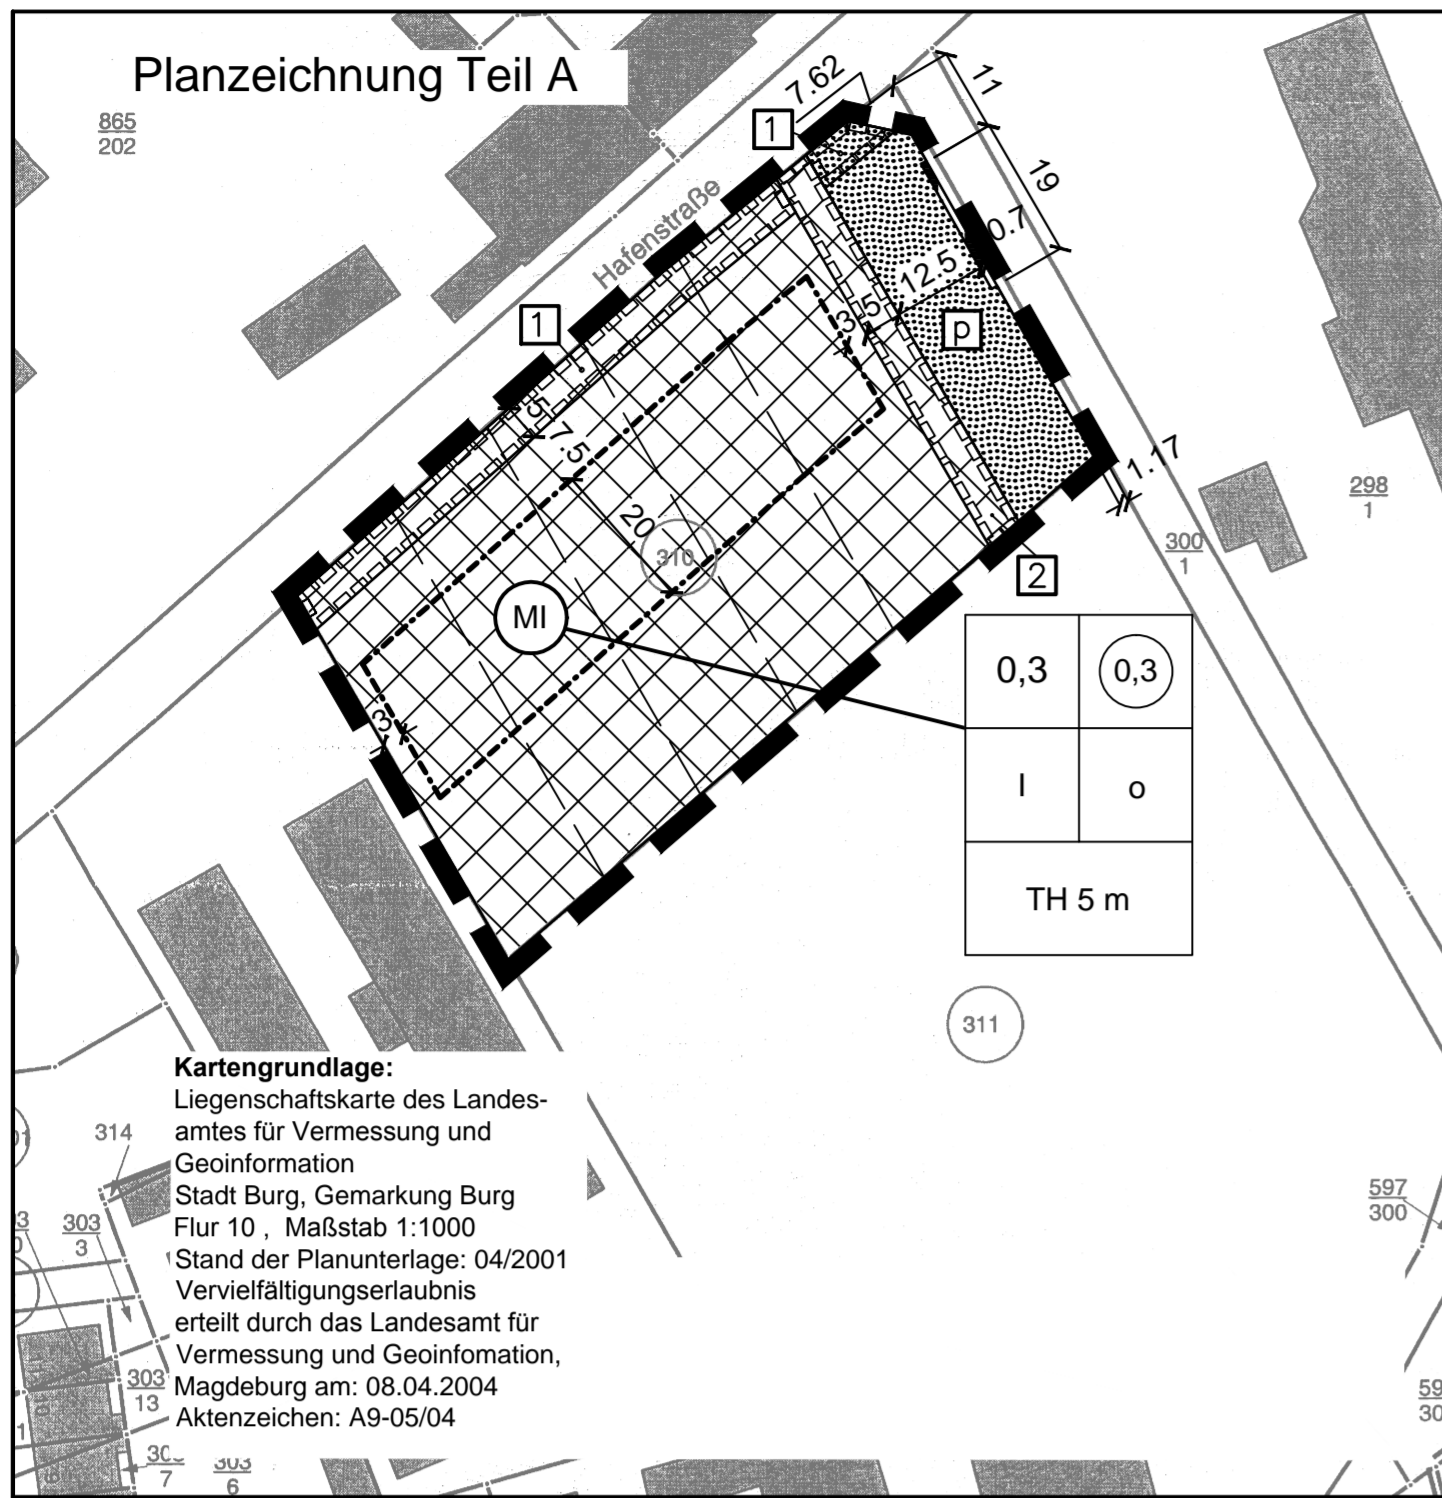 Planzeichnung Teil A
865
202
7.62
11
1
19
Hafenstraße
0.7
12.5
1
3
5
p
5
7.5
1.17
20
310
298
1
300
1
2
MI
0,3
0,3
3
I
o
TH 5 m
311
Kartengrundlage:
Liegenschaftskarte des Landes-
amtes für Vermessung und
Geoinformation
Stadt Burg, Gemarkung Burg
Flur 10 , Maßstab 1:1000
Stand der Planunterlage: 04/2001
Vervielfältigungserlaubnis
erteilt durch das Landesamt für
Vermessung und Geoinfomation,
Magdeburg am: 08.04.2004
Aktenzeichen: A9-05/04
314
303
3
597
300
303
13
303
6
7